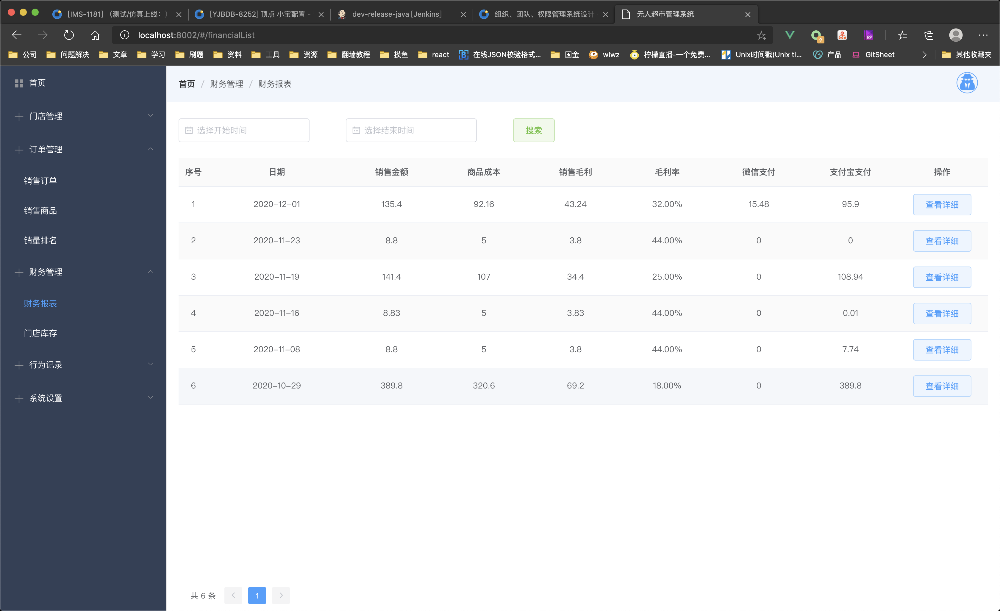 [IMS-1181] （测试/仿真上线：）
[YJBDB-8252] 顶点 小宝配置 -
dev-release-java [Jenkins]
组织、团队、权限管理系统设计
无人超市管理系统
localhost:8002/#/financialList
2
RP
公司
问题解决
文章
学习
刷题
资料
工具
资源
翻墙教程
摸鱼
react
在线JSON校验格式...
国金
wlwz
柠檬直播-一个免费...
Unix时间戳(Unix ti...
产品
GitSheet
其他收藏夹
首页
门店管理
订单管理
销售订单
销售商品
销量排名
财务管理
财务报表
门店库存
行为记录
系统设置
首页 / 财务管理 / 财务报表
选择开始时间
选择结束时间
搜索
序号 日期 销售金额 商品成本 销售毛利 毛利率 微信支付 支付宝支付 操作
1 2020-12-01 135.4 92.16 43.24 32.00% 15.48 95.9 查看详细
2 2020-11-23 8.8 5 3.8 44.00% 0 0 查看详细
3 2020-11-19 141.4 107 34.4 25.00% 0 108.94 查看详细
4 2020-11-16 8.83 5 3.83 44.00% 0 0.01 查看详细
5 2020-11-08 8.8 5 3.8 44.00% 0 7.74 查看详细
6 2020-10-29 389.8 320.6 69.2 18.00% 0 389.8 查看详细
共 6 条 1